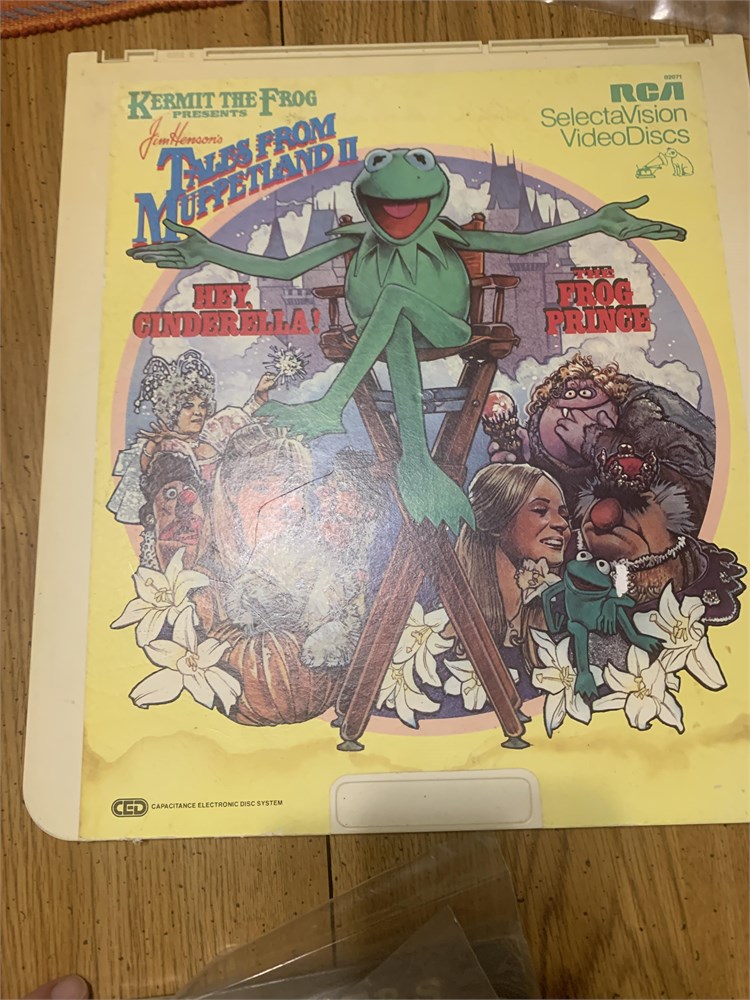 KERMIT THE FROG
PRESENTS
Jim Henson's
TALES FROM
MUPPETLAND II
RCA
SelectaVision
VideoDiscs
HEY,
CINDERELLA!
THE
FROG
PRINCE
CED CAPACITANCE ELECTRONIC DISC SYSTEM